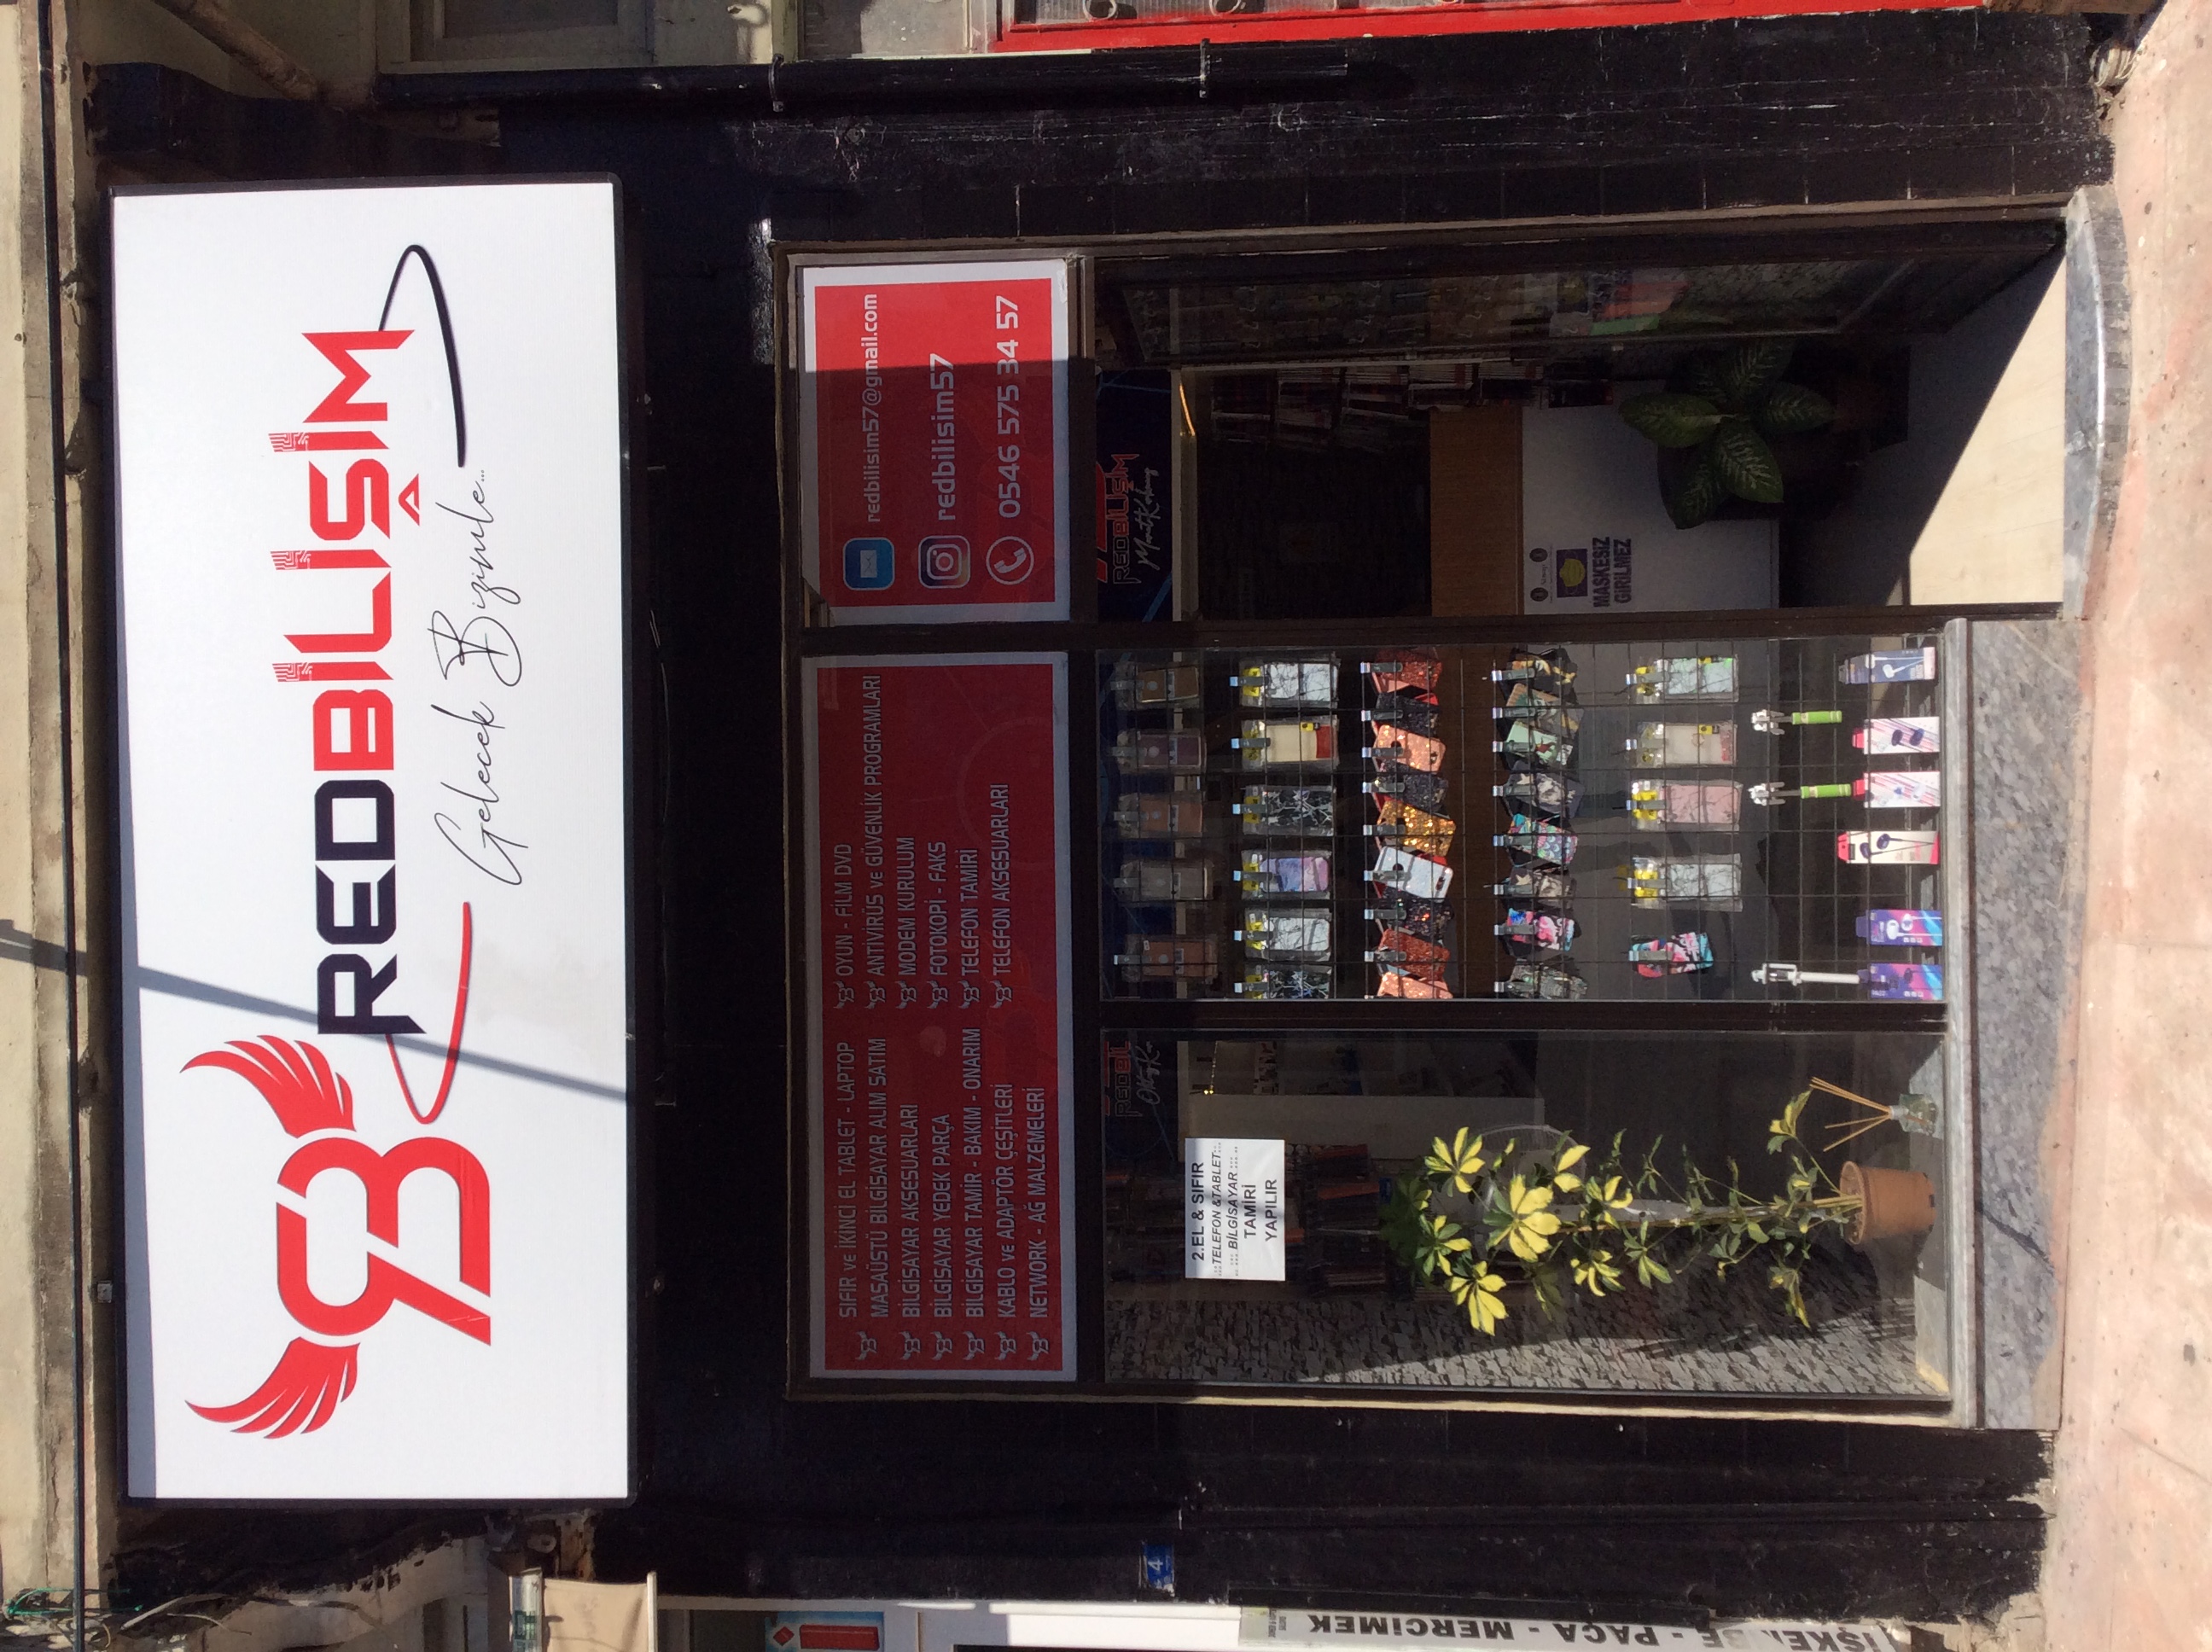 REDBİLİŞİM
Gelecek Bizimle...
SIFIR ve İKİNCİ EL TABLET - LAPTOP
MASAÜSTÜ BİLGİSAYAR ALIM SATIM
BİLGİSAYAR AKSESUARLARI
BİLGİSAYAR YEDEK PARÇA
BİLGİSAYAR TAMİR - BAKIM - ONARIM
KABLO ve ADAPTÖR ÇEŞİTLERİ
NETWORK - AĞ MALZEMELERİ
OYUN - FİLM DVD
ANTİVİRÜS ve GÜVENLİK PROGRAMLARI
MODEM KURULUM
FOTOKOPİ - FAKS
TELEFON TAMİRİ
TELEFON AKSESUARLARI
redbilisim57@gmail.com
redbilisim57
0546 575 34 57
2.EL & SIFIR
..::TELEFON &TABLET::..
.. ::: BİLGİSAYAR ::: ..
TAMİRİ
YAPILIR
REDBİLİŞİM
MASKESİZ
GİRİLMEZ
4
- PAÇA - MERCİMEK